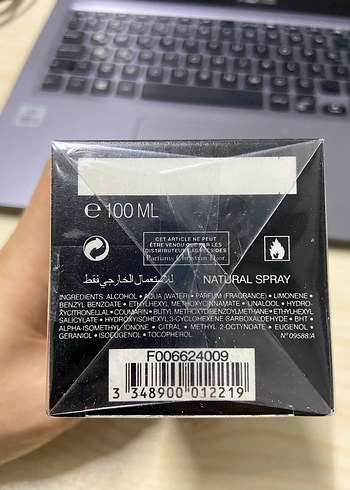 ℮ 100 ML
CET ARTICLE NE PEUT
ÊTRE VENDU QUE PAR LES
Parfums Christian Dior.
للاستعمال الخارجي فقط
NATURAL SPRAY
INGREDIENTS: ALCOHOL • AQUA (WATER) • PARFUM (FRAGRANCE) • LIMONENE •
BENZYL BENZOATE • ETHYLHEXYL METHOXYCINNAMATE • LINALOOL • HYDRO-
XYCITRONELLAL • COUMARIN • BUTYL METHOXYDIBENZOYLMETHANE • ETHYLHEXYL
SALICYLATE • HYDROXYISOHEXYL 3-CYCLOHEXENE CARBOXALDEHYDE • BHT •
ALPHA-ISOMETHYL IONONE • CITRAL • METHYL 2-OCTYNOATE • EUGENOL •
GERANIOL • ISOEUGENOL • TOCOPHEROL
N° 09588/A
F006624009
3 348900 012219